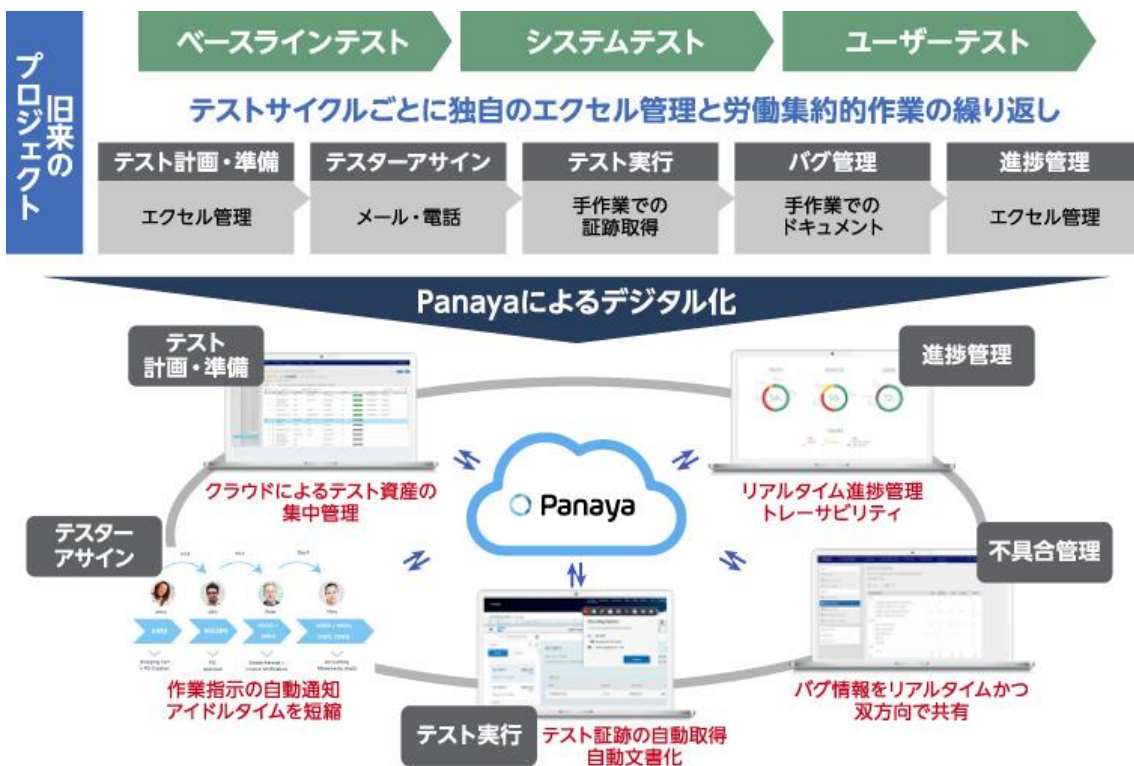 旧来の
プロジェクト
ベースラインテスト
システムテスト
ユーザーテスト
テストサイクルごとに独自のエクセル管理と労働集約的作業の繰り返し
テスト計画・準備
テスターアサイン
テスト実行
バグ管理
進捗管理
エクセル管理
メール・電話
手作業での
証跡取得
手作業での
ドキュメント
エクセル管理
Panayaによるデジタル化
テスト
計画・準備
進捗管理
クラウドによるテスト資産の
集中管理
Panaya
リアルタイム進捗管理
トレーサビリティ
テスター
アサイン
不具合管理
作業指示の自動通知
アイドルタイムを短縮
バグ情報をリアルタイムかつ
双方向で共有
テスト実行
テスト証跡の自動取得
自動文書化